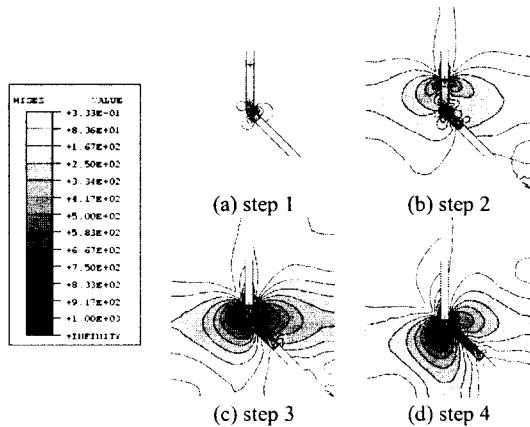 MISES VALUE
+3.33E-01
+8.36E+01
+1.67E+02
+2.50E+02
+3.34E+02
+4.17E+02
+5.00E+02
+5.83E+02
+6.67E+02
+7.50E+02
+8.33E+02
+9.17E+02
+1.00E+03
+INFINITY
(a) step 1
(b) step 2
(c) step 3
(d) step 4